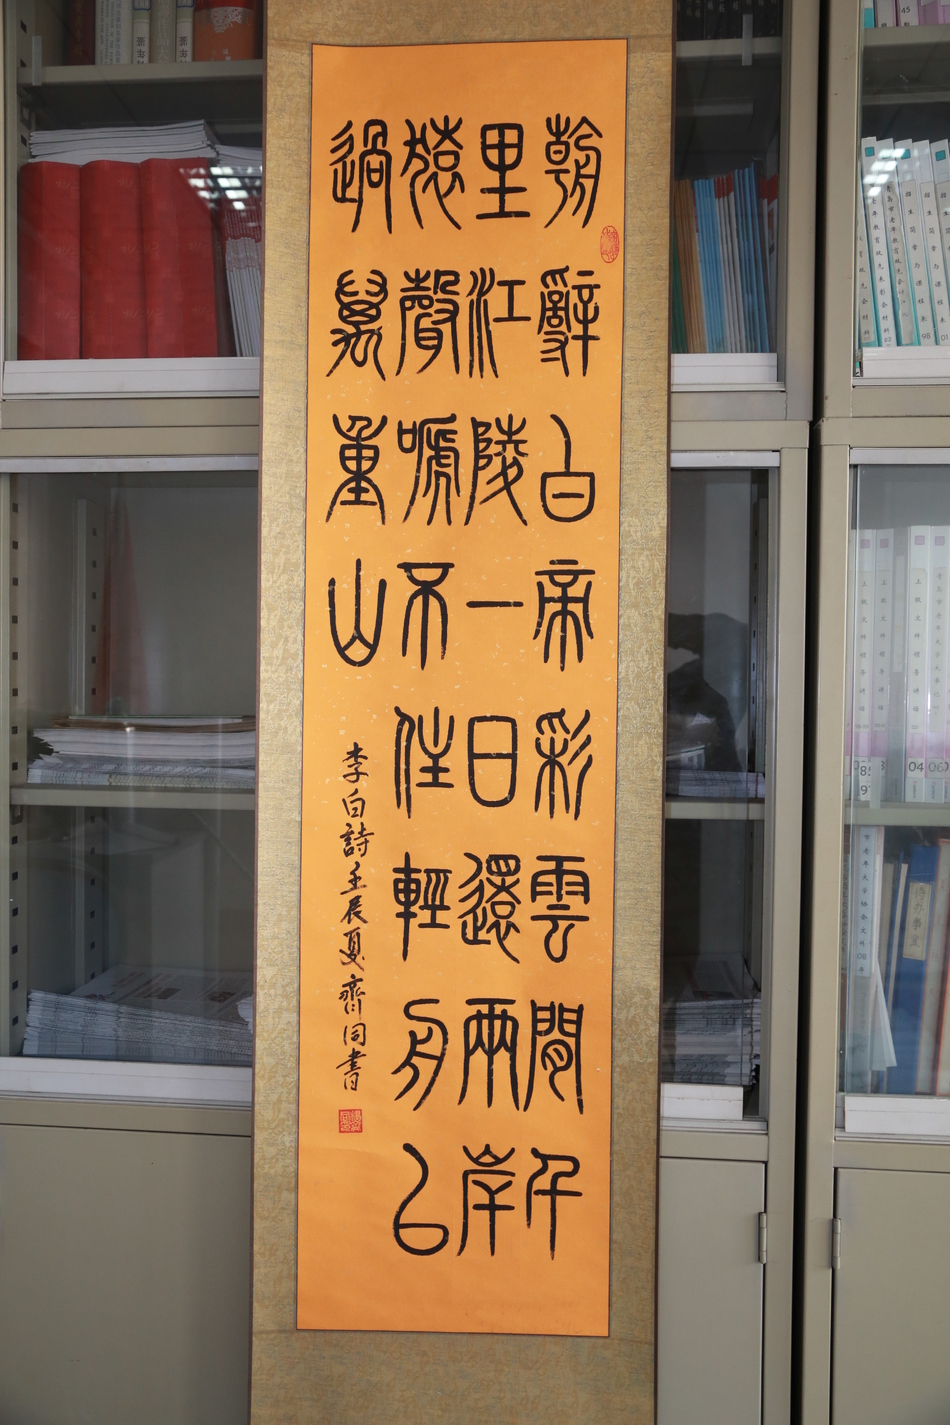 朝辭白帝彩雲間千
里江陵一日還兩岸
猿聲嗁不住輕舟已
過萬重山
李白詩壬辰夏齊同書